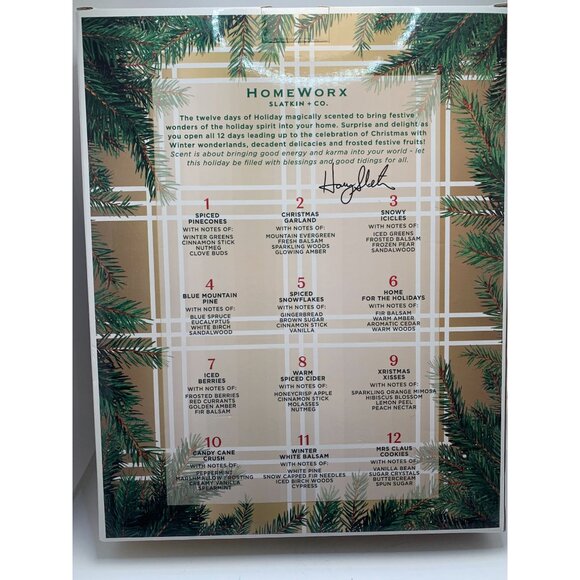 HOMEWORX
SLATKIN + CO.
The twelve days of Holiday magically scented to bring festive
wonders of the holiday spirit into your home. Surprise and delight as
you open all 12 days leading up to the celebration of Christmas with
Winter wonderlands, decadent delicacies and frosted festive fruits!
Scent is about bringing good energy and karma into your world - let
this holiday be filled with blessings and good tidings for all.
Harry Slatkin
1
SPICED
PINECONES
WITH NOTES OF:
WINTER GREENS
CINNAMON STICK
NUTMEG
CLOVE BUDS
2
CHRISTMAS
GARLAND
WITH NOTES OF:
MOUNTAIN EVERGREEN
FRESH BALSAM
SPARKLING WOODS
GLOWING AMBER
3
SNOWY
ICICLES
WITH NOTES OF:
ICED GREENS
FROSTED BALSAM
FROZEN PEAR
SANDALWOOD
4
BLUE MOUNTAIN
PINE
WITH NOTES OF:
BLUE SPRUCE
EUCALYPTUS
WHITE BIRCH
SANDALWOOD
5
SPICED
SNOWFLAKES
WITH NOTES OF:
GINGERBREAD
BROWN SUGAR
CINNAMON STICK
VANILLA
6
HOME
FOR THE HOLIDAYS
WITH NOTES OF:
FIR BALSAM
WARM AMBER
AROMATIC CEDAR
WARM WOODS
7
ICED
BERRIES
WITH NOTES OF:
FROSTED BERRIES
RED CURRANTS
GOLDEN AMBER
FIR BALSAM
8
WARM
SPICED CIDER
WITH NOTES OF:
HONEYCRISP APPLE
CINNAMON STICK
MOLASSES
NUTMEG
9
XRISTMAS
XISSES
WITH NOTES OF:
SPARKLING ORANGE MIMOSA
HIBISCUS BLOSSOM
LEMON PEEL
PEACH NECTAR
10
CANDY CANE
CRUSH
WITH NOTES OF:
PEPPERMINT
MARSHMALLOW FROSTING
CREAMY VANILLA
SPEARMINT
11
WINTER
WHITE BALSAM
WITH NOTES OF:
WHITE PINE
SNOW CAPPED FIR NEEDLES
ICED BIRCH WOODS
CYPRESS
12
MRS CLAUS
COOKIES
WITH NOTES OF:
VANILLA BEAN
SUGAR CRYSTALS
BUTTERCREAM
SPUN SUGAR